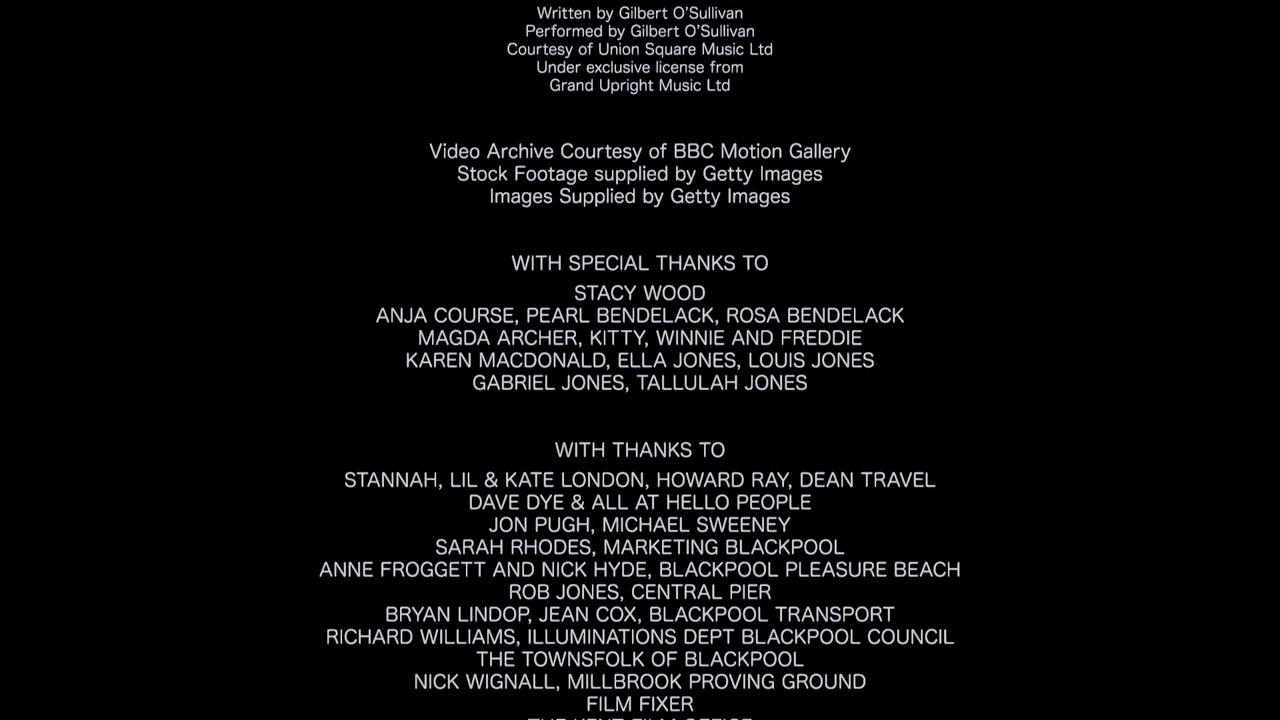 Written by Gilbert O'Sullivan
Performed by Gilbert O'Sullivan
Courtesy of Union Square Music Ltd
Under exclusive license from
Grand Upright Music Ltd
Video Archive Courtesy of BBC Motion Gallery
Stock Footage supplied by Getty Images
Images Supplied by Getty Images
WITH SPECIAL THANKS TO
STACY WOOD
ANJA COURSE, PEARL BENDELACK, ROSA BENDELACK
MAGDA ARCHER, KITTY, WINNIE AND FREDDIE
KAREN MACDONALD, ELLA JONES, LOUIS JONES
GABRIEL JONES, TALLULAH JONES
WITH THANKS TO
STANNAH, LIL & KATE LONDON, HOWARD RAY, DEAN TRAVEL
DAVE DYE & ALL AT HELLO PEOPLE
JON PUGH, MICHAEL SWEENEY
SARAH RHODES, MARKETING BLACKPOOL
ANNE FROGGETT AND NICK HYDE, BLACKPOOL PLEASURE BEACH
ROB JONES, CENTRAL PIER
BRYAN LINDOP, JEAN COX, BLACKPOOL TRANSPORT
RICHARD WILLIAMS, ILLUMINATIONS DEPT BLACKPOOL COUNCIL
THE TOWNSFOLK OF BLACKPOOL
NICK WIGNALL, MILLBROOK PROVING GROUND
FILM FIXER